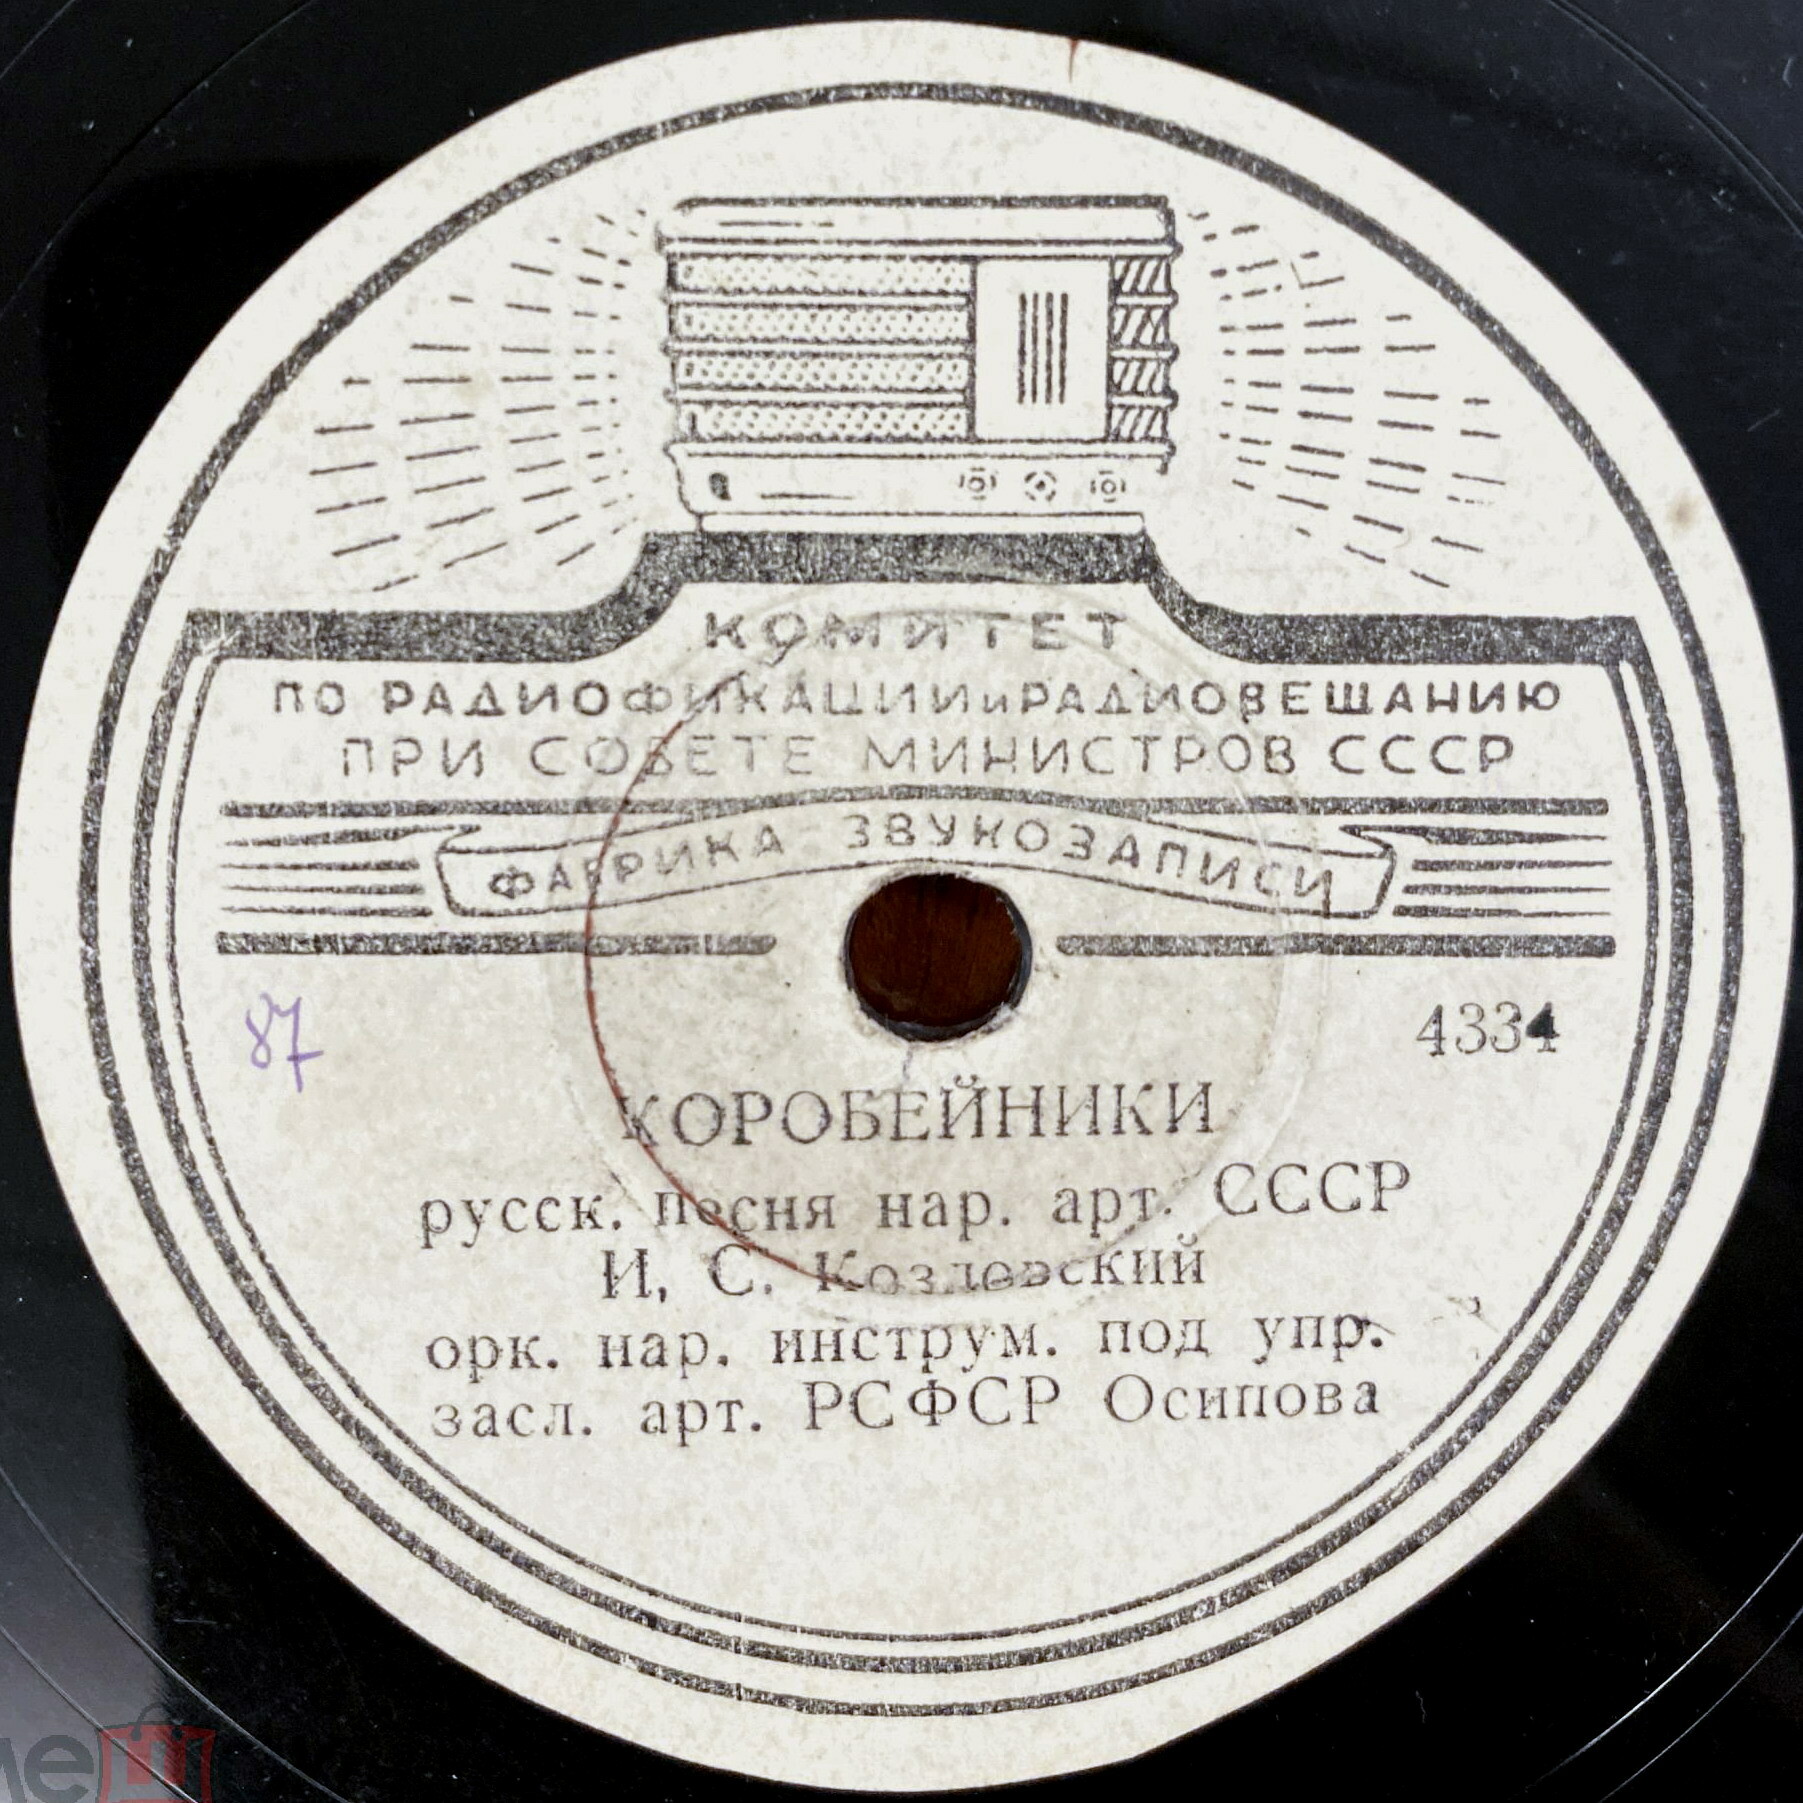 КОМИТЕТ
ПО РАДИОФИКАЦИИ и РАДИОВЕЩАНИЮ
ПРИ СОВЕТЕ МИНИСТРОВ СССР
ФАБРИКА ЗВУКОЗАПИСИ
87
4334
КОРОБЕЙНИКИ
русск. песня нар. арт. СССР
И. С. Козловский
орк. нар. инструм. под упр.
засл. арт. РСФСР Осипова